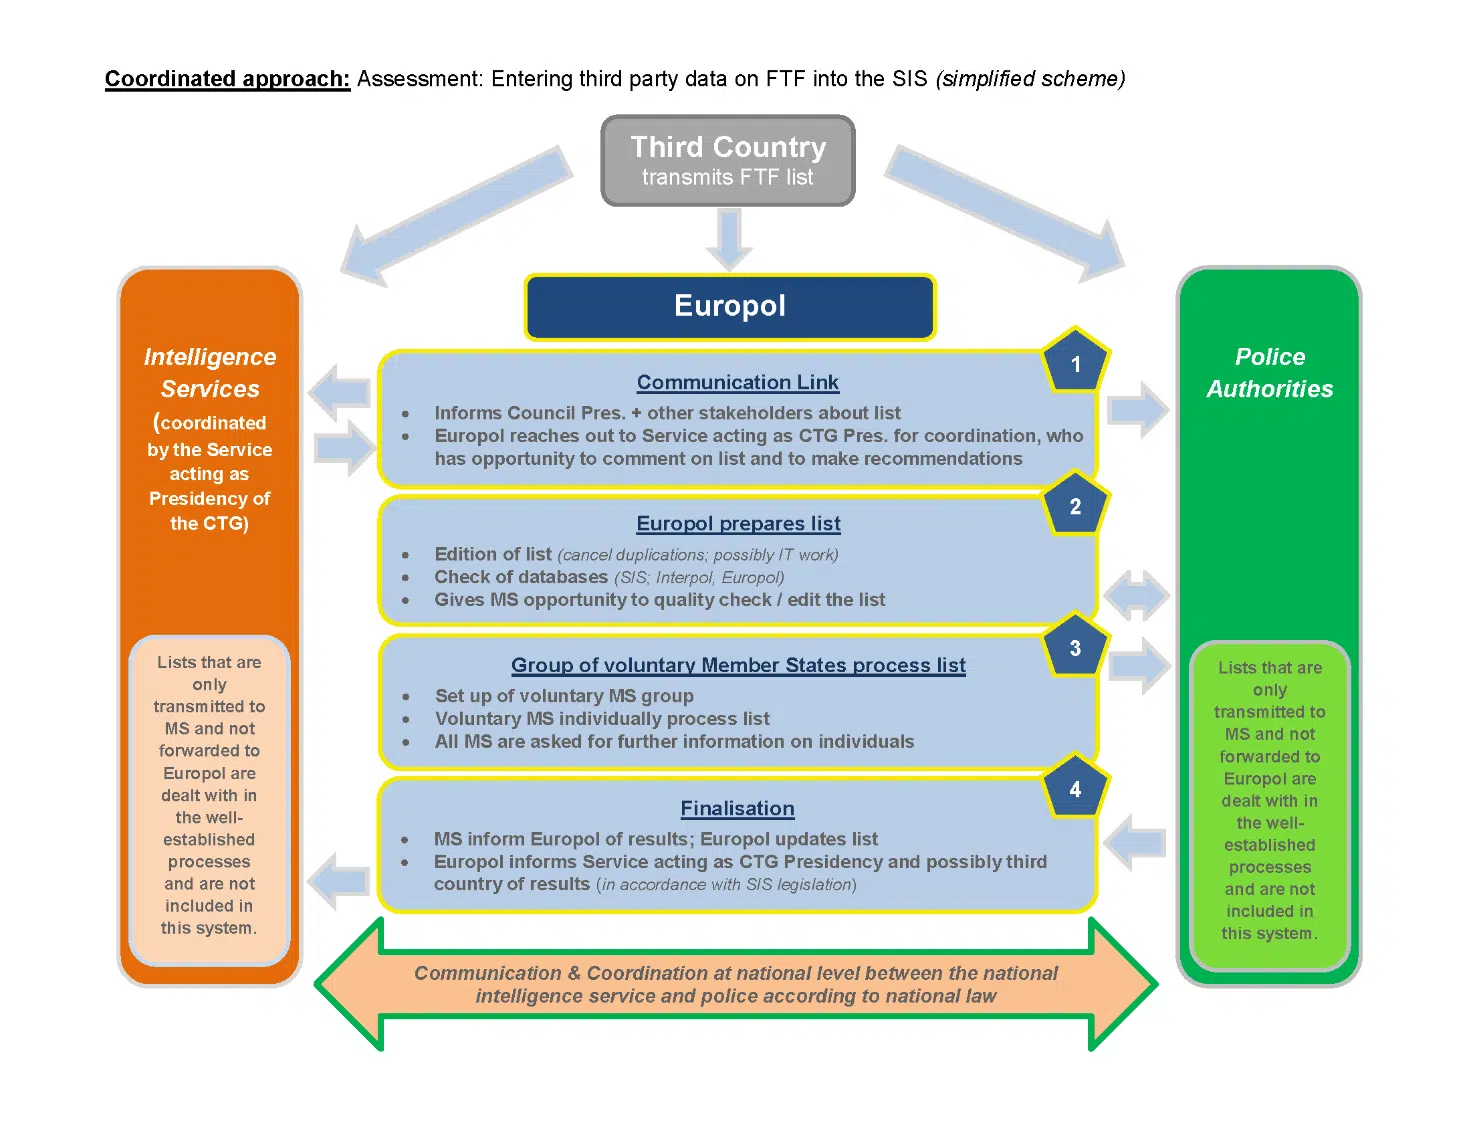 Coordinated approach: Assessment: Entering third party data on FTF into the SIS (simplified scheme)
Third Country
transmits FTF list
Europol
Intelligence
Services
(coordinated
by the Service
acting as
Presidency of
the CTG)
Lists that are
only
transmitted to
MS and not
forwarded to
Europol are
dealt with in
the well-
established
processes
and are not
included in
this system.
1
Communication Link
• Informs Council Pres. + other stakeholders about list
• Europol reaches out to Service acting as CTG Pres. for coordination, who
has opportunity to comment on list and to make recommendations
2
Europol prepares list
• Edition of list (cancel duplications; possibly IT work)
• Check of databases (SIS; Interpol, Europol)
• Gives MS opportunity to quality check / edit the list
3
Group of voluntary Member States process list
• Set up of voluntary MS group
• Voluntary MS individually process list
• All MS are asked for further information on individuals
4
Finalisation
• MS inform Europol of results; Europol updates list
• Europol informs Service acting as CTG Presidency and possibly third
country of results (in accordance with SIS legislation)
Police
Authorities
Lists that are
only
transmitted to
MS and not
forwarded to
Europol are
dealt with in
the well-
established
processes
and are not
included in
this system.
Communication & Coordination at national level between the national
intelligence service and police according to national law